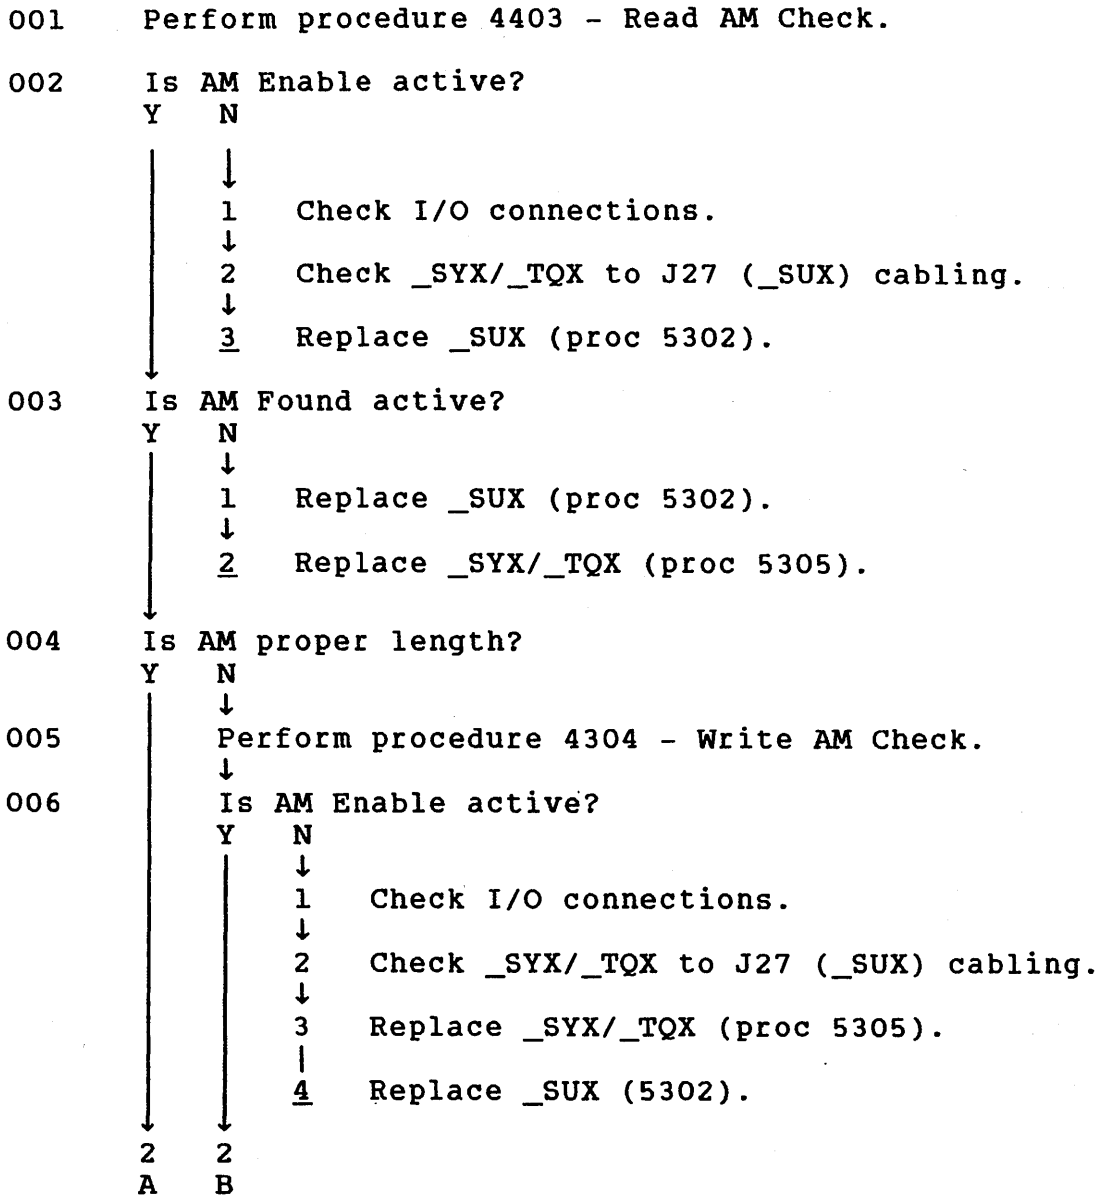 001 Perform procedure 4403 - Read AM Check.
002 Is AM Enable active?
Y N
1 Check I/O connections.
2 Check _SYX/_TQX to J27 (_SUX) cabling.
3 Replace _SUX (proc 5302).
003 Is AM Found active?
Y N
1 Replace _SUX (proc 5302).
2 Replace _SYX/_TQX (proc 5305).
004 Is AM proper length?
Y N
005 Perform procedure 4304 - Write AM Check.
006 Is AM Enable active?
Y N
1 Check I/O connections.
2 Check _SYX/_TQX to J27 (_SUX) cabling.
3 Replace _SYX/_TQX (proc 5305).
4 Replace _SUX (5302).
2 2
A B